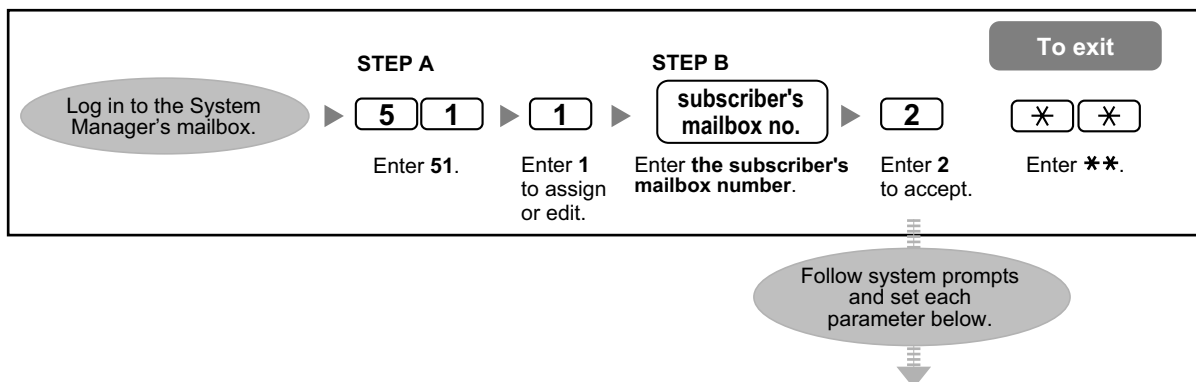 To exit
STEP A
STEP B
Log in to the System
Manager's mailbox.
5 1
1
subscriber's
mailbox no.
2
* *
Enter 51.
Enter 1
to assign
or edit.
Enter the subscriber's
mailbox number.
Enter 2
to accept.
Enter **.
Follow system prompts
and set each
parameter below.